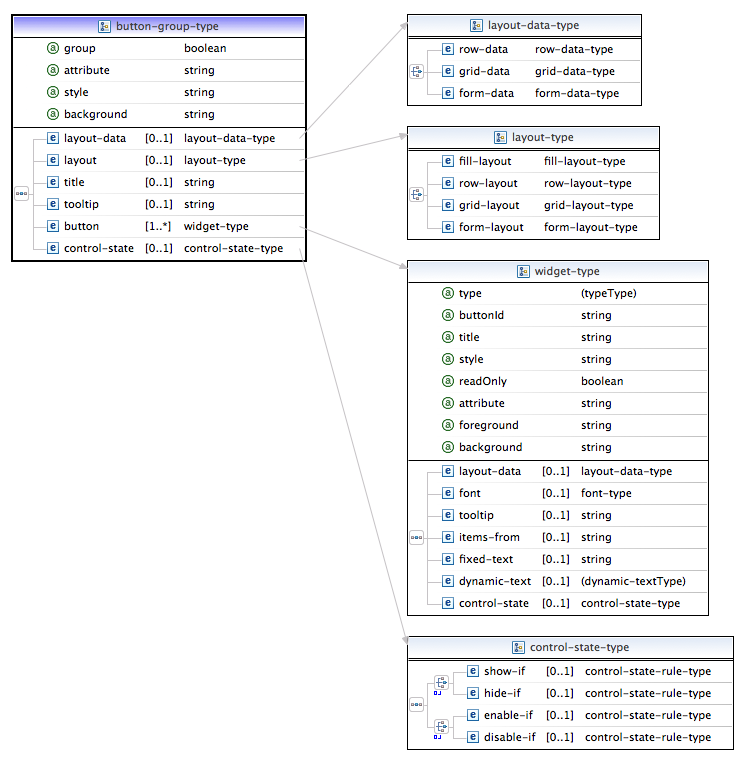 button-group-type
a group boolean
a attribute string
a style string
a background string
e layout-data [0..1] layout-data-type
e layout [0..1] layout-type
e title [0..1] string
e tooltip [0..1] string
e button [1..*] widget-type
e control-state [0..1] control-state-type
layout-data-type
e row-data row-data-type
e grid-data grid-data-type
e form-data form-data-type
layout-type
e fill-layout fill-layout-type
e row-layout row-layout-type
e grid-layout grid-layout-type
e form-layout form-layout-type
widget-type
a type (typeType)
a buttonId string
a title string
a style string
a readOnly boolean
a attribute string
a foreground string
a background string
e layout-data [0..1] layout-data-type
e font [0..1] font-type
e tooltip [0..1] string
e items-from [0..1] string
e fixed-text [0..1] string
e dynamic-text [0..1] (dynamic-textType)
e control-state [0..1] control-state-type
control-state-type
e show-if [0..1] control-state-rule-type
e hide-if [0..1] control-state-rule-type
e enable-if [0..1] control-state-rule-type
e disable-if [0..1] control-state-rule-type